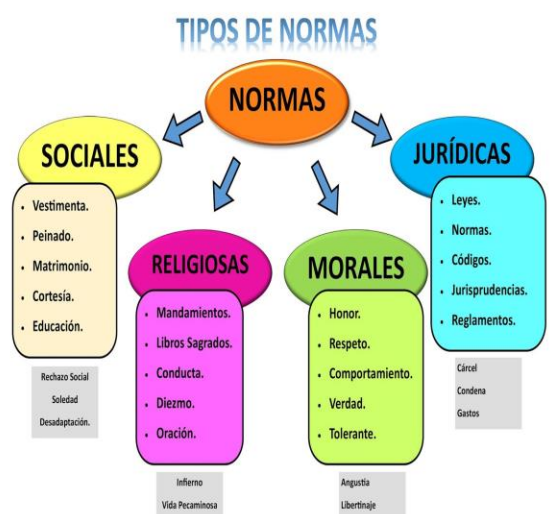 TIPOS DE NORMAS
NORMAS
SOCIALES
• Vestimenta.
• Peinado.
• Matrimonio.
• Cortesía.
• Educación.
Rechazo Social
Soledad
Desadaptación.
RELIGIOSAS
• Mandamientos.
• Libros Sagrados.
• Conducta.
• Diezmo.
• Oración.
Infierno
Vida Pecaminosa
MORALES
• Honor.
• Respeto.
• Comportamiento.
• Verdad.
• Tolerante.
Angustia
Libertinaje
JURÍDICAS
• Leyes.
• Normas.
• Códigos.
• Jurisprudencias.
• Reglamentos.
Cárcel
Condena
Gastos